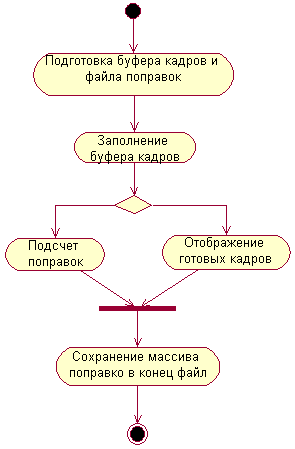 Подготовка буфера кадров и
файла поправок
Заполнение
буфера кадров
Подсчет
поправок
Отображение
готовых кадров
Сохранение массива
поправко в конец файл